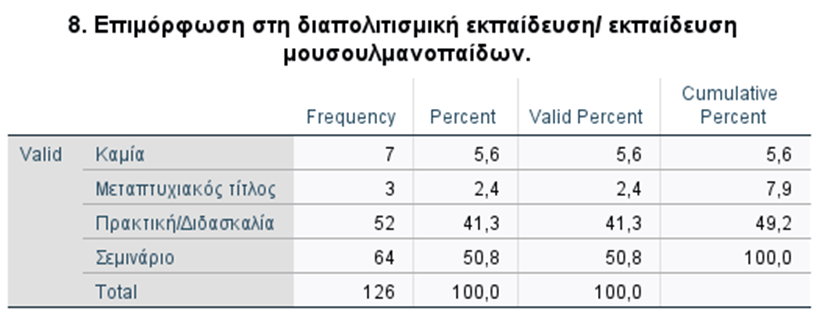 8. Επιμόρφωση στη διαπολιτισμική εκπαίδευση/ εκπαίδευση
μουσουλμανοπαίδων.
Frequency Percent Valid Percent Cumulative Percent
Valid Καμία 7 5,6 5,6 5,6
Μεταπτυχιακός τίτλος 3 2,4 2,4 7,9
Πρακτική/Διδασκαλία 52 41,3 41,3 49,2
Σεμινάριο 64 50,8 50,8 100,0
Total 126 100,0 100,0